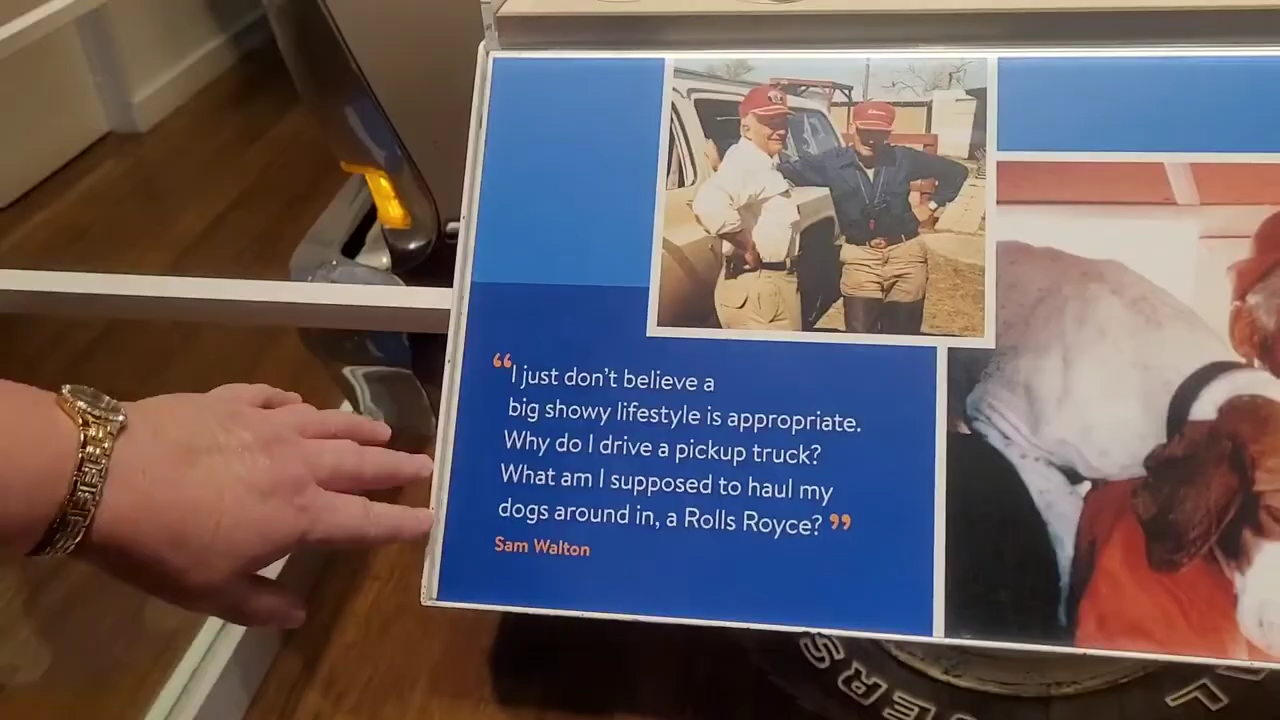 “I just don’t believe a
big showy lifestyle is appropriate.
Why do I drive a pickup truck?
What am I supposed to haul my
dogs around in, a Rolls Royce?”
Sam Walton